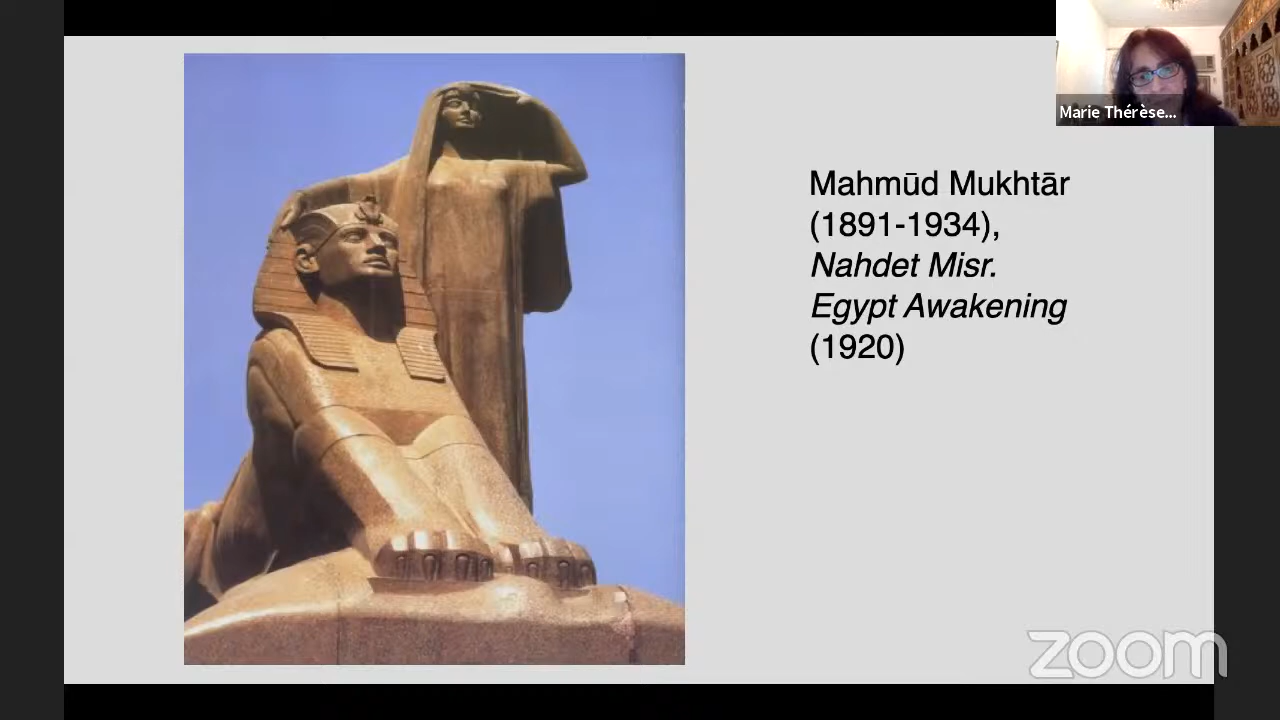 Marie Thérèse...
Mahmūd Mukhtār
(1891-1934),
Nahdet Misr.
Egypt Awakening
(1920)
zoom